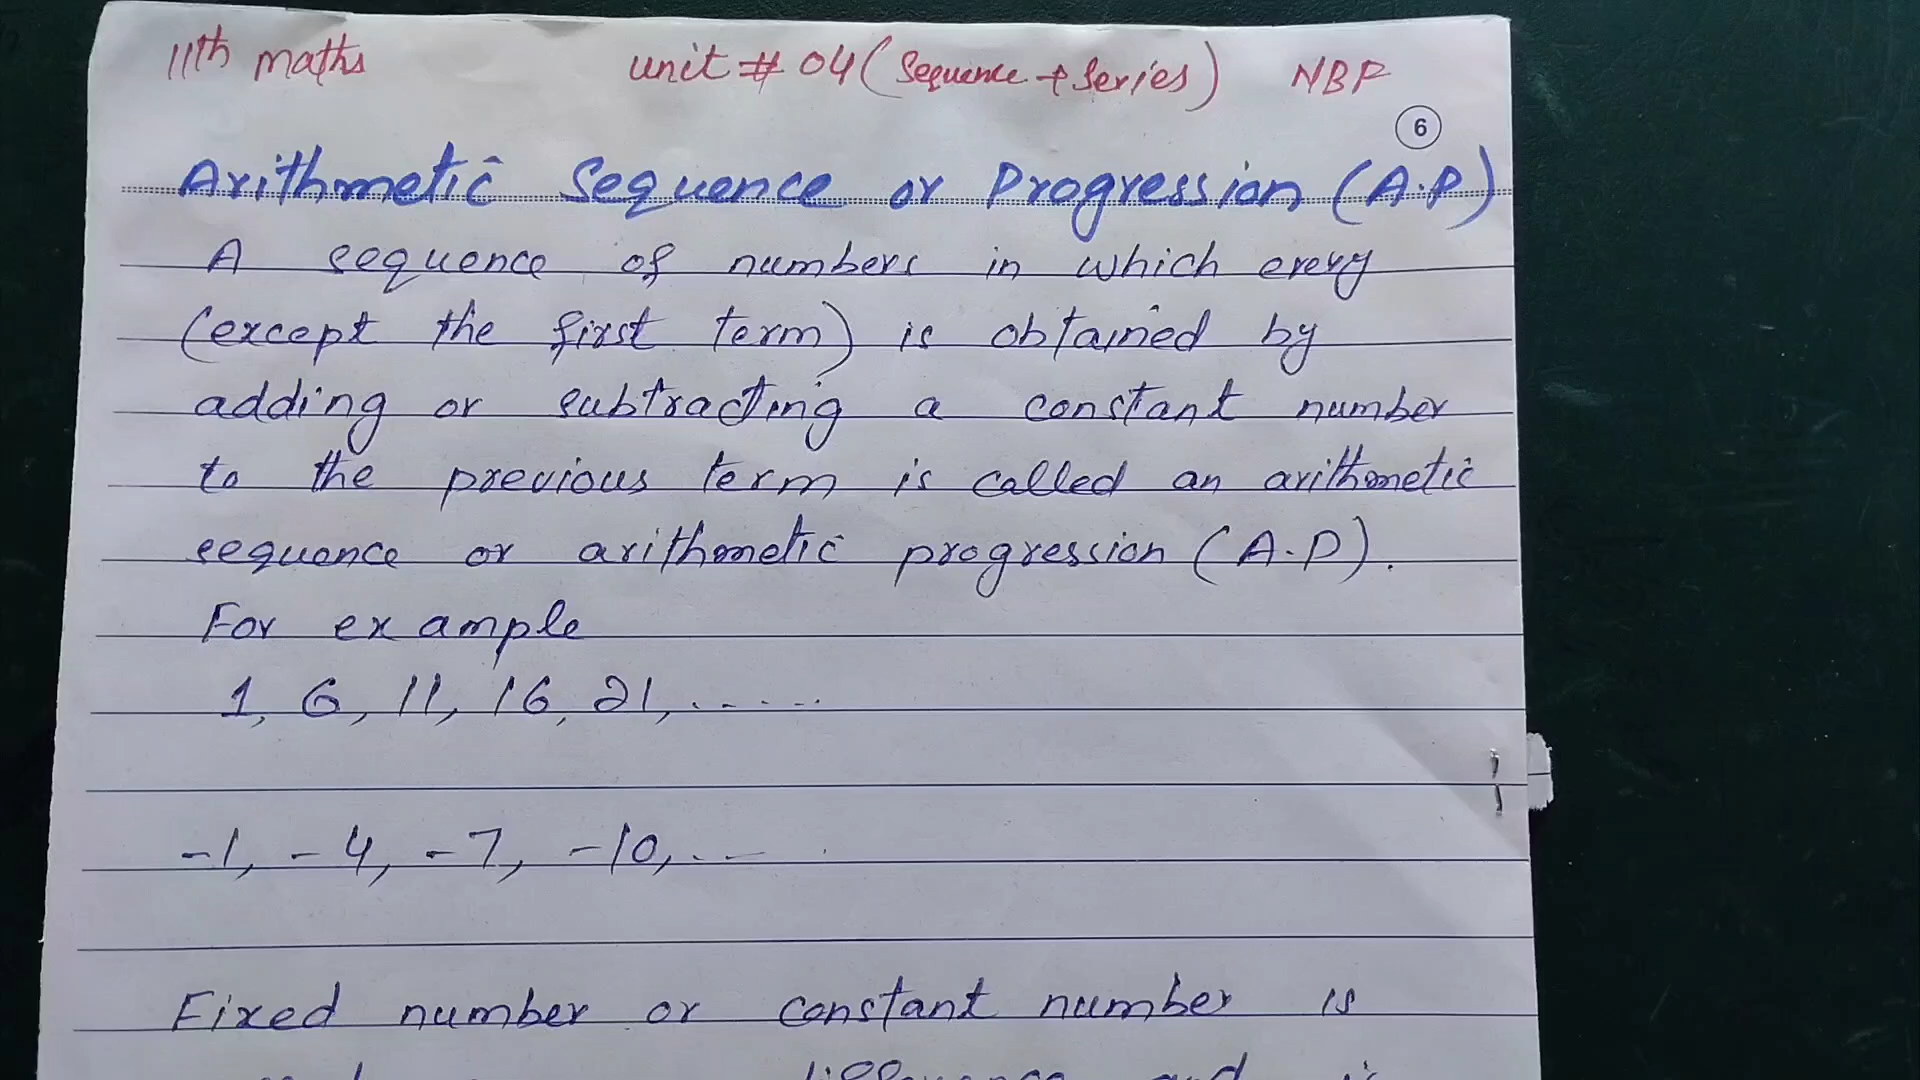 11th maths unit # 04 (Sequence + Series) NBF
6
Arithmetic Sequence or Progression (A.P)
A sequence of numbers in which every
(except the first term) is obtained by
adding or subtracting a constant number
to the previous term is called an arithmetic
sequence or arithmetic progression (A.P).
For example
1, 6, 11, 16, 21, .....
-1, -4, -7, -10, ...
Fixed number or constant number is